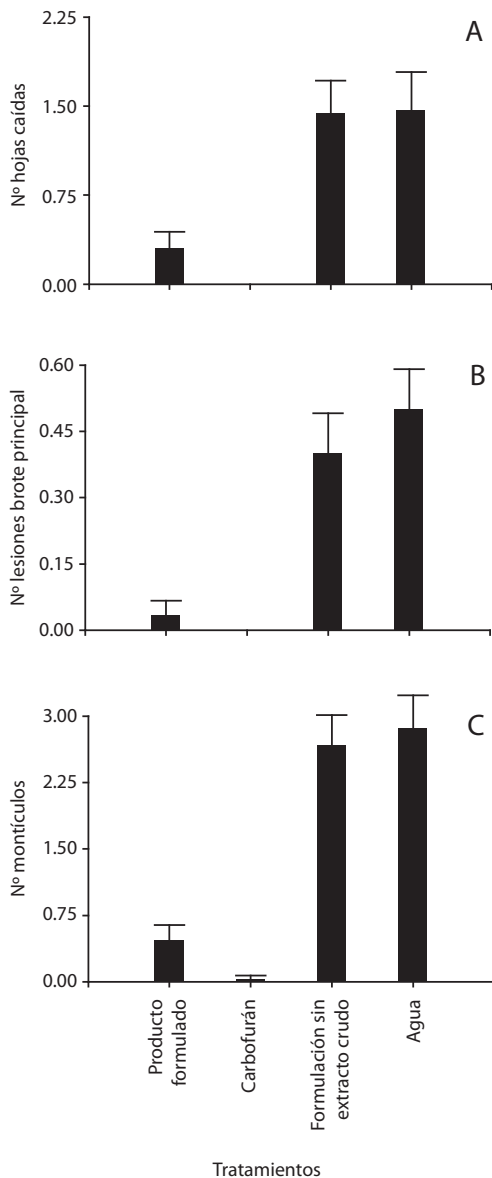 A
2.25
1.50
0.75
0.00
Nº hojas caídas
B
0.60
0.45
0.30
0.15
0.00
Nº lesiones brote principal
C
3.00
2.25
1.50
0.75
0.00
Nº montículos
Producto
formulado
Carbofurán
Formulación sin
extracto crudo
Agua
Tratamientos